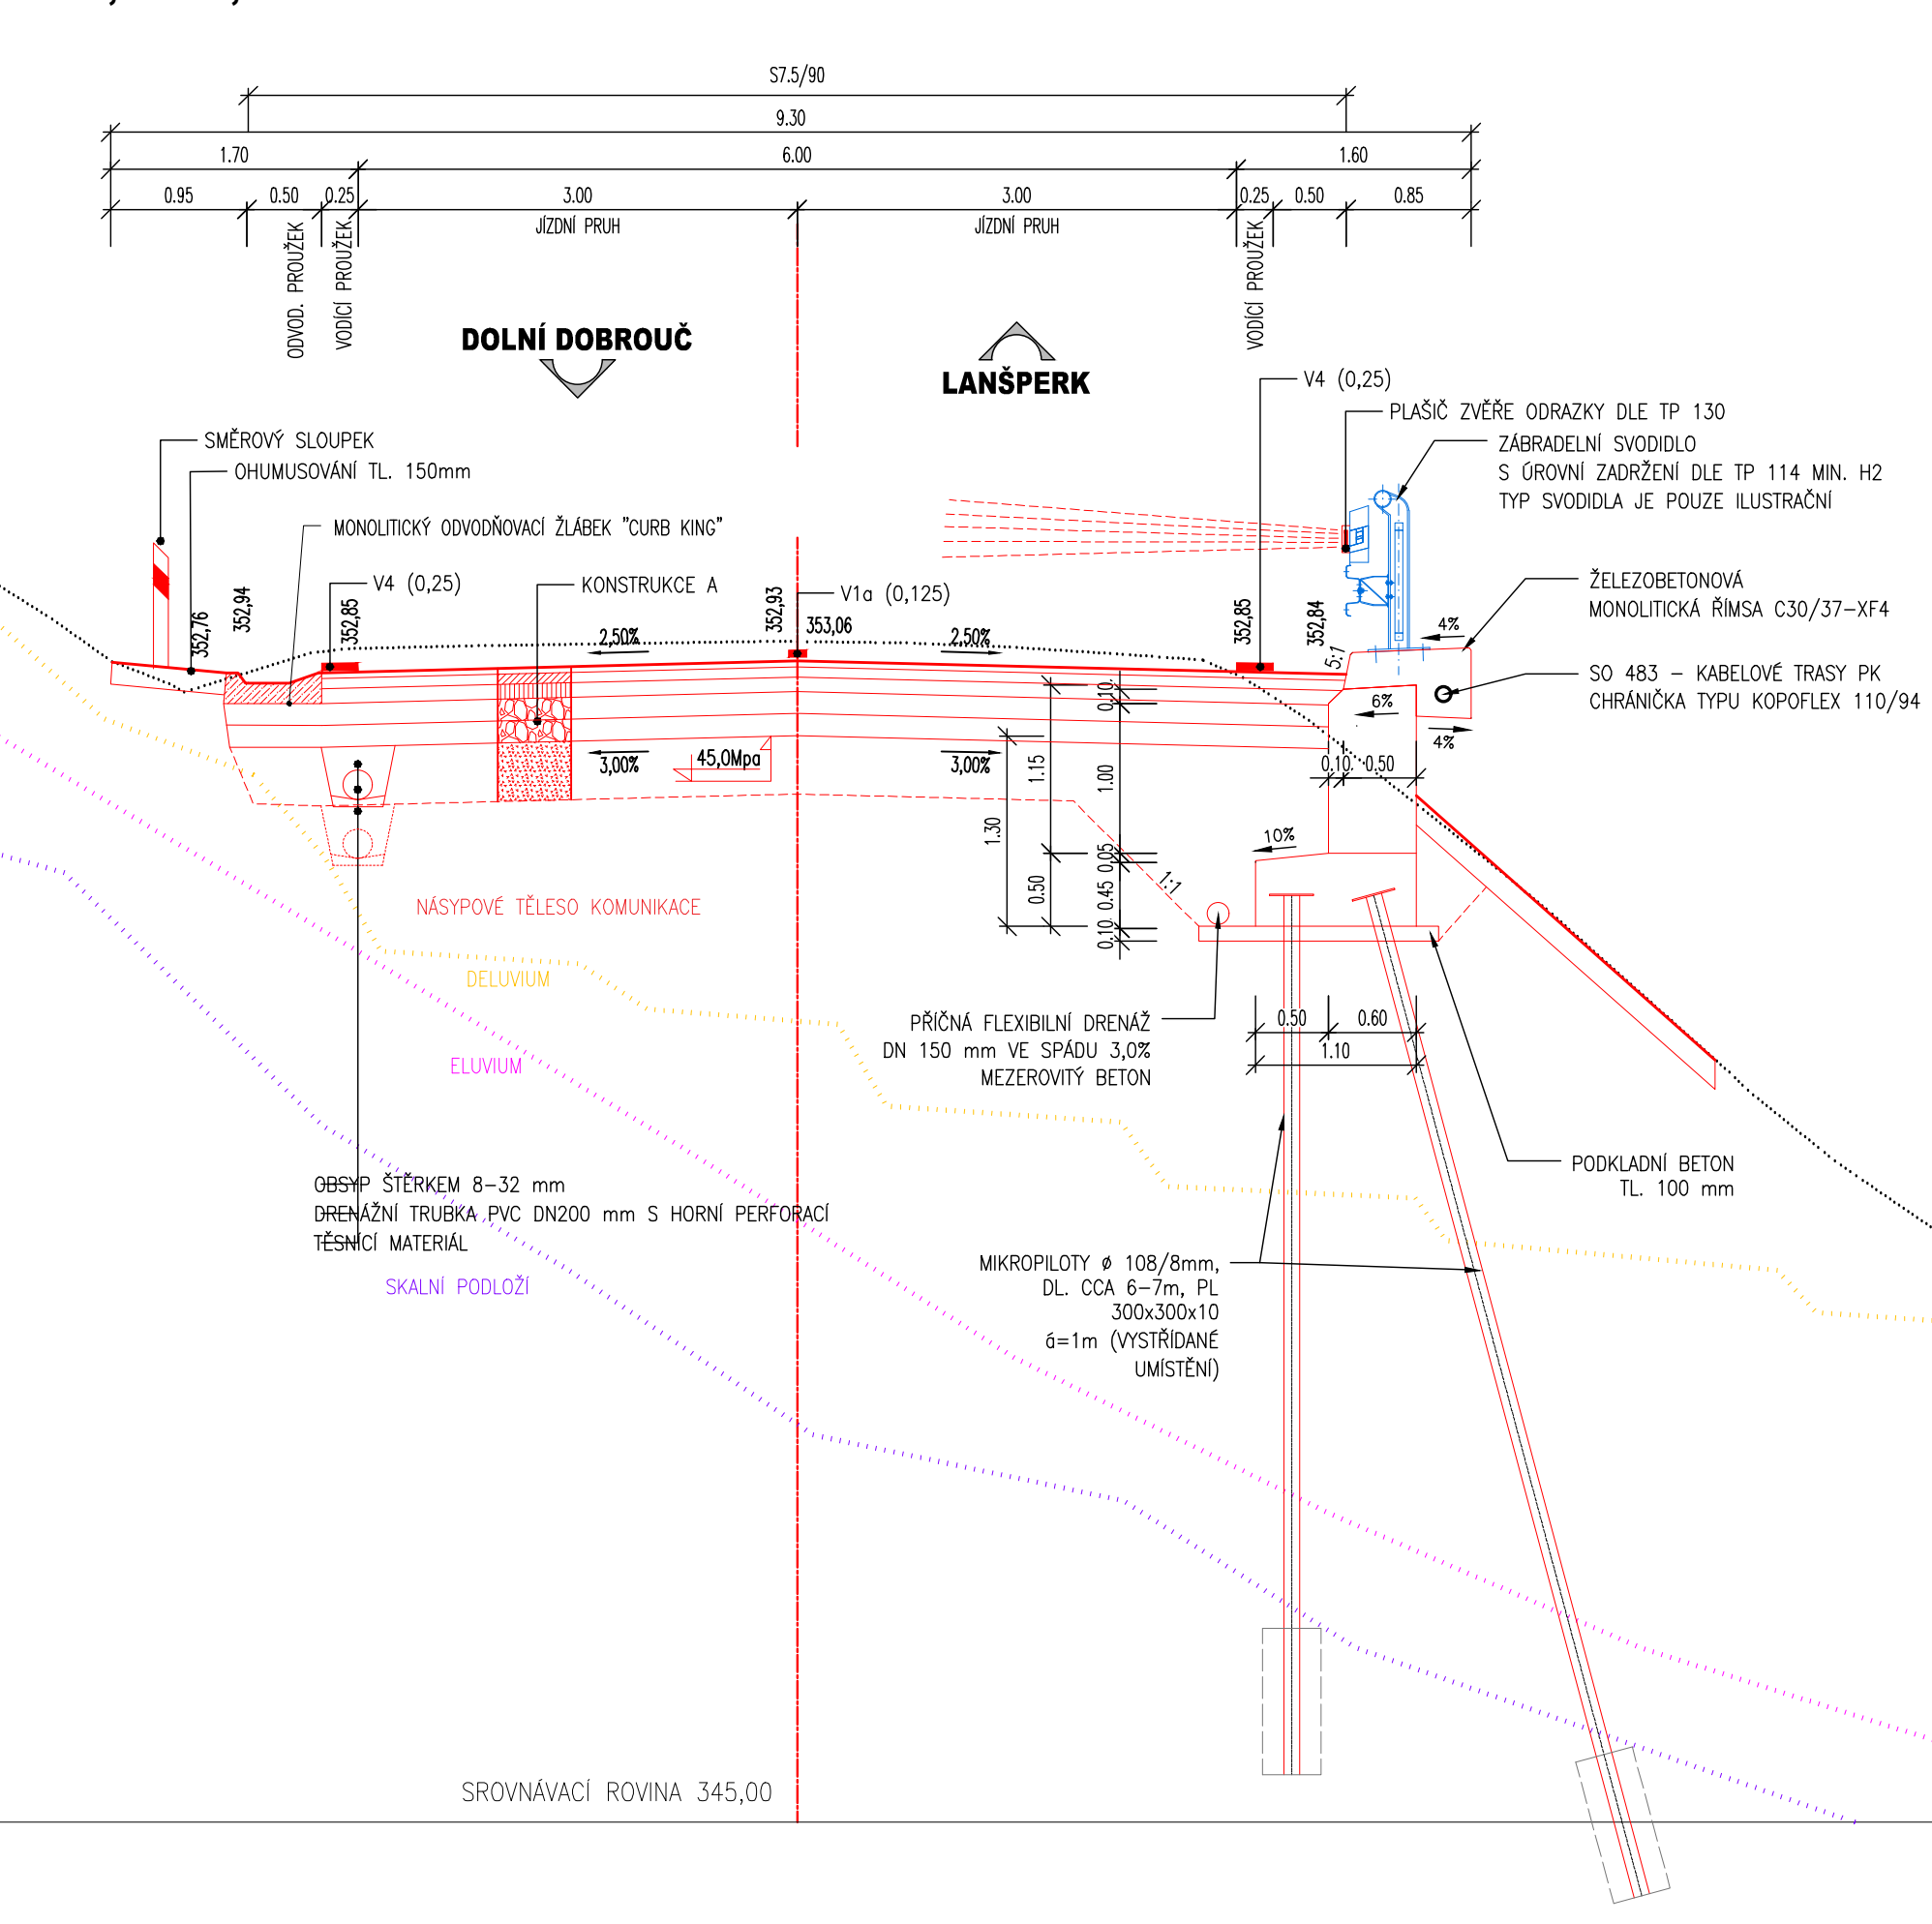 S7.5/90
9.30
1.70 6.00 1.60
0.95 0.50 0.25 3.00 3.00 0.25 0.50 0.85
JÍZDNÍ PRUH JÍZDNÍ PRUH
ODVOD. PROUŽEK
VODÍCÍ PROUŽEK
VODÍCÍ PROUŽEK
DOLNÍ DOBROUČ
LANŠPERK
V4 (0,25)
PLAŠIČ ZVĚŘE ODRAZKY DLE TP 130
ZÁBRADELNÍ SVODIDLO
S ÚROVNÍ ZADRŽENÍ DLE TP 114 MIN. H2
TYP SVODIDLA JE POUZE ILUSTRAČNÍ
SMĚROVÝ SLOUPEK
OHUMUSOVÁNÍ TL. 150mm
MONOLITICKÝ ODVODŇOVACÍ ŽLÁBEK "CURB KING"
V4 (0,25)
KONSTRUKCE A
V1a (0,125)
ŽELEZOBETONOVÁ
MONOLITICKÁ ŘÍMSA C30/37-XF4
352,76
352,94
352,85
352,93
353,06
352,85
352,84
2,50%
2,50%
5:1
4%
SO 483 - KABELOVÉ TRASY PK
CHRÁNIČKA TYPU KOPOFLEX 110/94
6%
4%
3,00%
45,0Mpa
3,00%
0.10
1.15
1.00
0.10 0.50
1.30
10%
0.05
0.50
0.45
0.10
1:1
NÁSYPOVÉ TĚLESO KOMUNIKACE
DELUVIUM
ELUVIUM
PŘÍČNÁ FLEXIBILNÍ DRENÁŽ
DN 150 mm VE SPÁDU 3,0%
MEZEROVITÝ BETON
0.50 0.60
1.10
PODKLADNÍ BETON
TL. 100 mm
OBSYP ŠTĚRKEM 8-32 mm
DRENÁŽNÍ TRUBKA PVC DN200 mm S HORNÍ PERFORACÍ
TĚSNÍCÍ MATERIÁL
SKALNÍ PODLOŽÍ
MIKROPILOTY ø 108/8mm,
DL. CCA 6-7m, PL
300x300x10
á=1m (VYSTŘÍDANÉ
UMÍSTĚNÍ)
SROVNÁVACÍ ROVINA 345,00